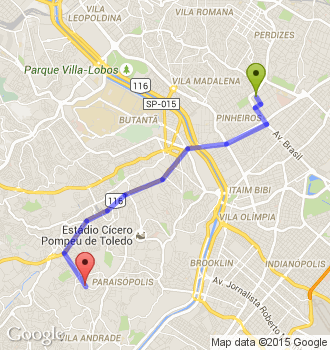 VILA
LEOPOLDINA
VILA ROMANA
PERDIZES
Parque Villa-Lobos
116
VILA MADALENA
SP-015
BUTANTÃ
PINHEIROS
Av. Brasil
ITAIM BIBI
116
VILA OLIMPIA
Estádio Cícero
Pompeu de Toledo
INDIANÓPOLIS
PARAISÓPOLIS
BROOKLIN
Av. Jornalista Roberto M
VILA ANDRADE
Google
Map data ©2015 Google